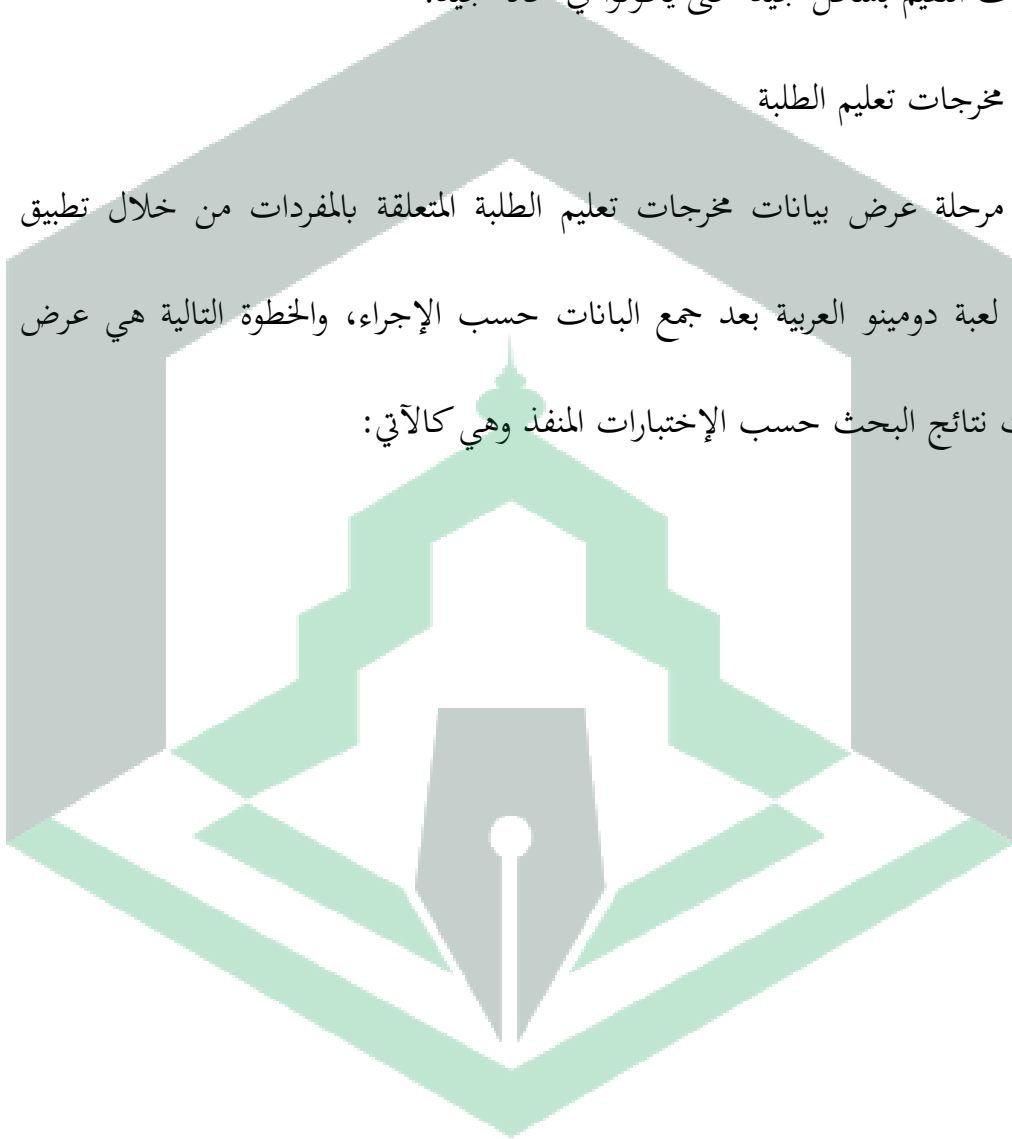 مخرجات تعليم الطلبة
مرحلة عرض بيانات مخرجات تعليم الطلبة المتعلقة بالمفردات من خلال تطبيق
لعبة دومينو العربية بعد جمع البانات حسب الإجراء، والخطوة التالية هي عرض
نتائج البحث حسب الإختبارات المنفذ وهي كالآتي: